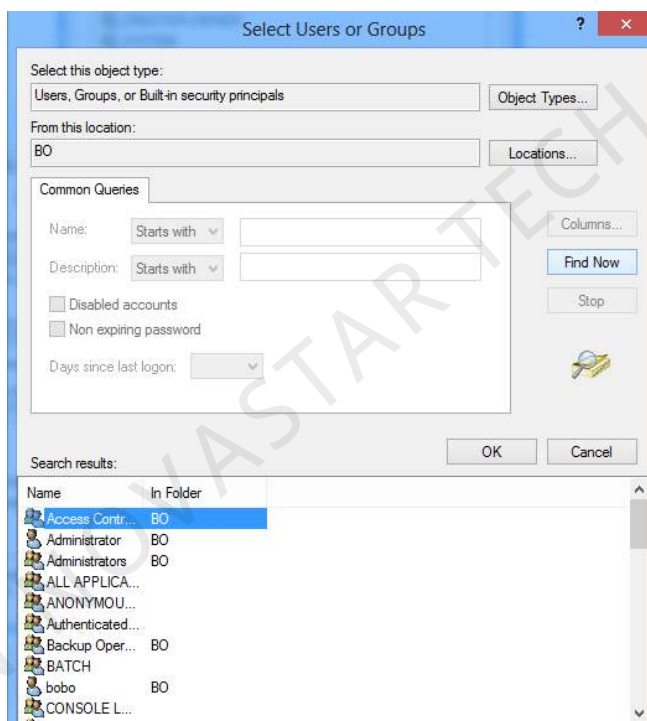 Select Users or Groups
?
×
Select this object type:
Users, Groups, or Built-in security principals
Object Types...
From this location:
BO
Locations...
Common Queries
Name:
Starts with
Columns...
Description:
Starts with
Find Now
Disabled accounts
Stop
Non expiring password
Days since last logon:
OK
Cancel
Search results:
Name In Folder
Access Contr... BO
Administrator BO
Administrators BO
ALL APPLICA...
ANONYMOU...
Authenticated...
Backup Oper... BO
BATCH
bobo BO
CONSOLE L...
NOVASTAR TECH